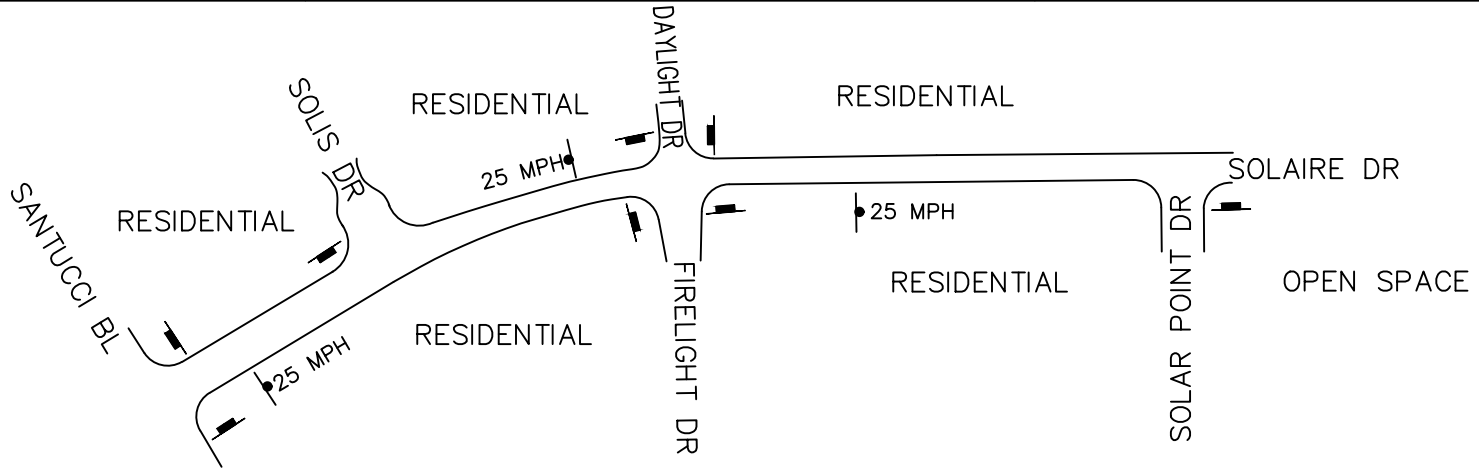 DAYLIGHT DR
RESIDENTIAL
RESIDENTIAL
SOLIS DR
25 MPH
SOLAIRE DR
SANTUCCI BL
RESIDENTIAL
25 MPH
SOLAR POINT DR
RESIDENTIAL
OPEN SPACE
FIRELIGHT DR
RESIDENTIAL
25 MPH